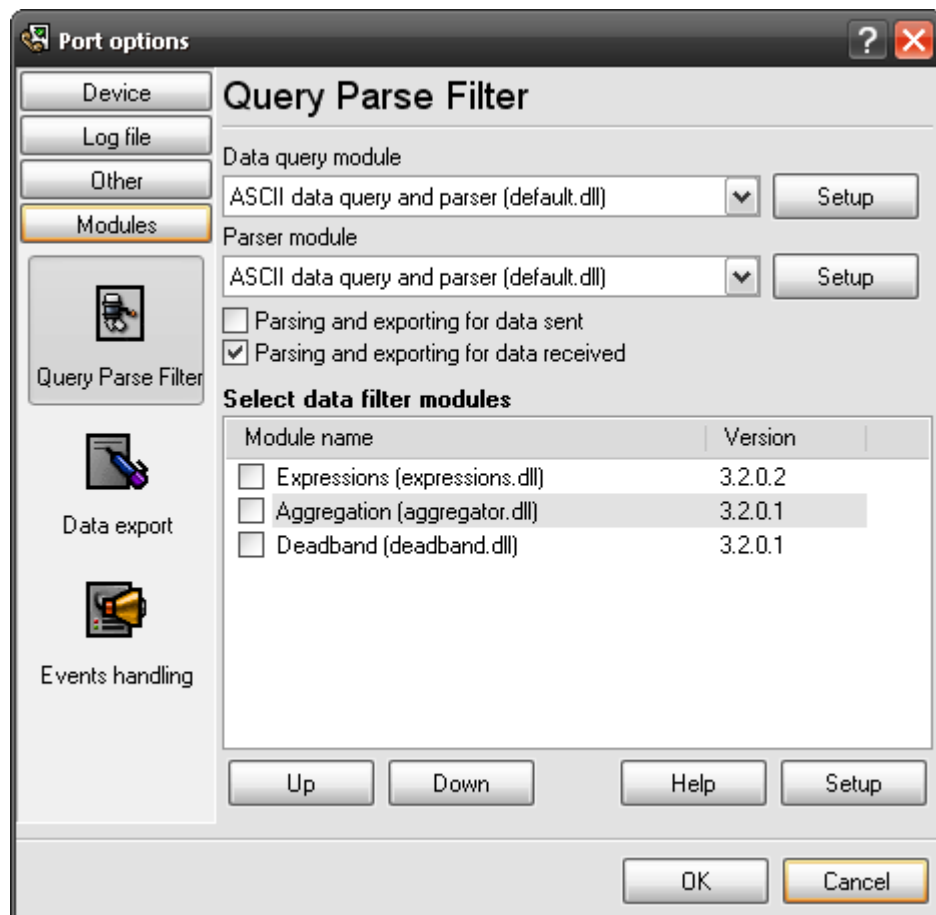 Port options
?
Device
Log file
Other
Modules
Query Parse Filter
Data export
Events handling
Query Parse Filter
Data query module
ASCII data query and parser (default.dll)
Setup
Parser module
ASCII data query and parser (default.dll)
Setup
Parsing and exporting for data sent
Parsing and exporting for data received
Select data filter modules
Module name Version
Expressions (expressions.dll) 3.2.0.2
Aggregation (aggregator.dll) 3.2.0.1
Deadband (deadband.dll) 3.2.0.1
Up Down Help Setup
OK Cancel